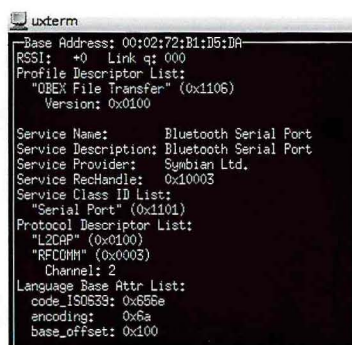 uxterm
Base Address: 00:02:72:B1:D5:DA
RSSI: +0 Link q: 000
Profile Descriptor List:
"OBEX File Transfer" (0x1106)
Version: 0x0100
Service Name: Bluetooth Serial Port
Service Description: Bluetooth Serial Port
Service Provider: Symbian Ltd.
Service RecHandle: 0x10003
Service Class ID List:
"Serial Port" (0x1101)
Protocol Descriptor List:
"L2CAP" (0x0100)
"RFCOMM" (0x0003)
Channel: 2
Language Base Attr List:
code_ISO639: 0x656e
encoding: 0x6a
base_offset: 0x100